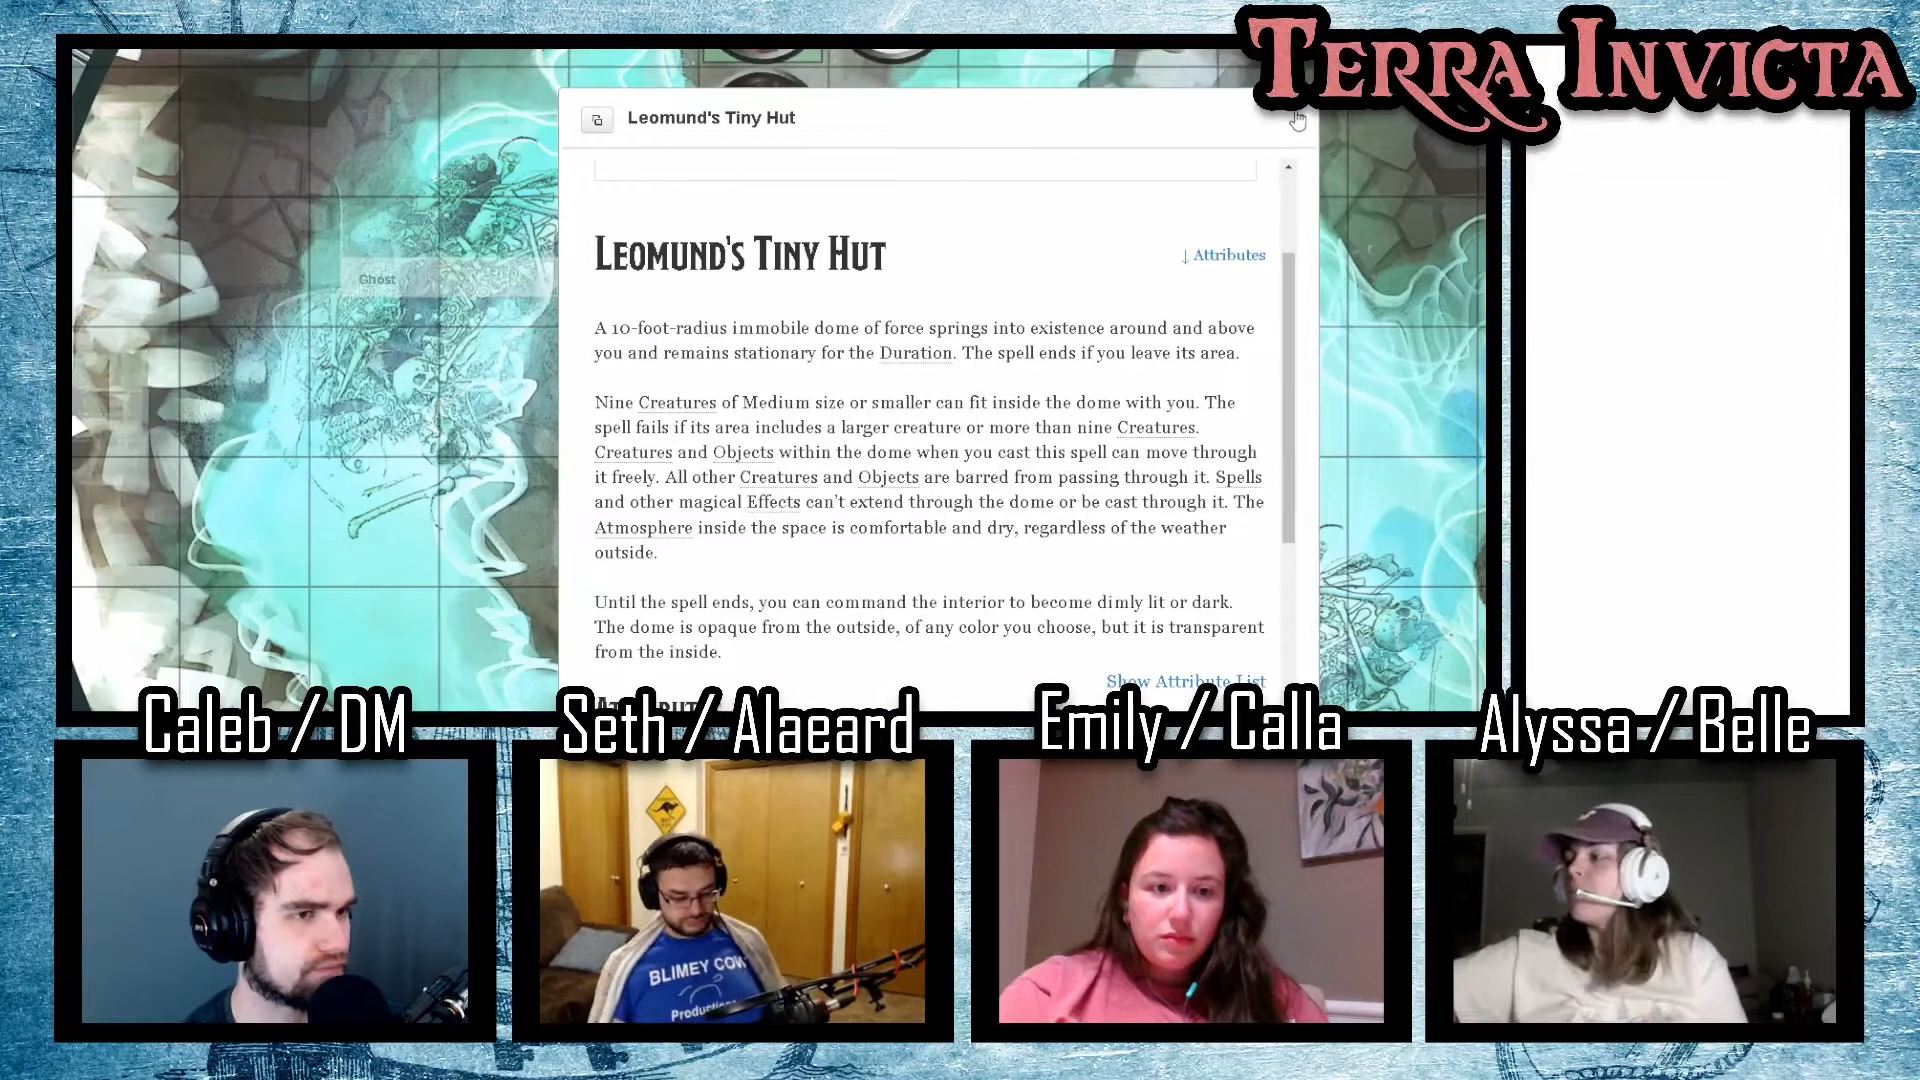 TERRA INVICTA
Leomund's Tiny Hut
LEOMUND'S TINY HUT
↓ Attributes
Ghost
A 10-foot-radius immobile dome of force springs into existence around and above
you and remains stationary for the Duration. The spell ends if you leave its area.
Nine Creatures of Medium size or smaller can fit inside the dome with you. The
spell fails if its area includes a larger creature or more than nine Creatures.
Creatures and Objects within the dome when you cast this spell can move through
it freely. All other Creatures and Objects are barred from passing through it. Spells
and other magical Effects can't extend through the dome or be cast through it. The
Atmosphere inside the space is comfortable and dry, regardless of the weather
outside.
Until the spell ends, you can command the interior to become dimly lit or dark.
The dome is opaque from the outside, of any color you choose, but it is transparent
from the inside.
Show Attribute List
Caleb / DM
Seth / Alaeard
Emily / Calla
Alyssa / Belle
BLIMEY COW
Productions